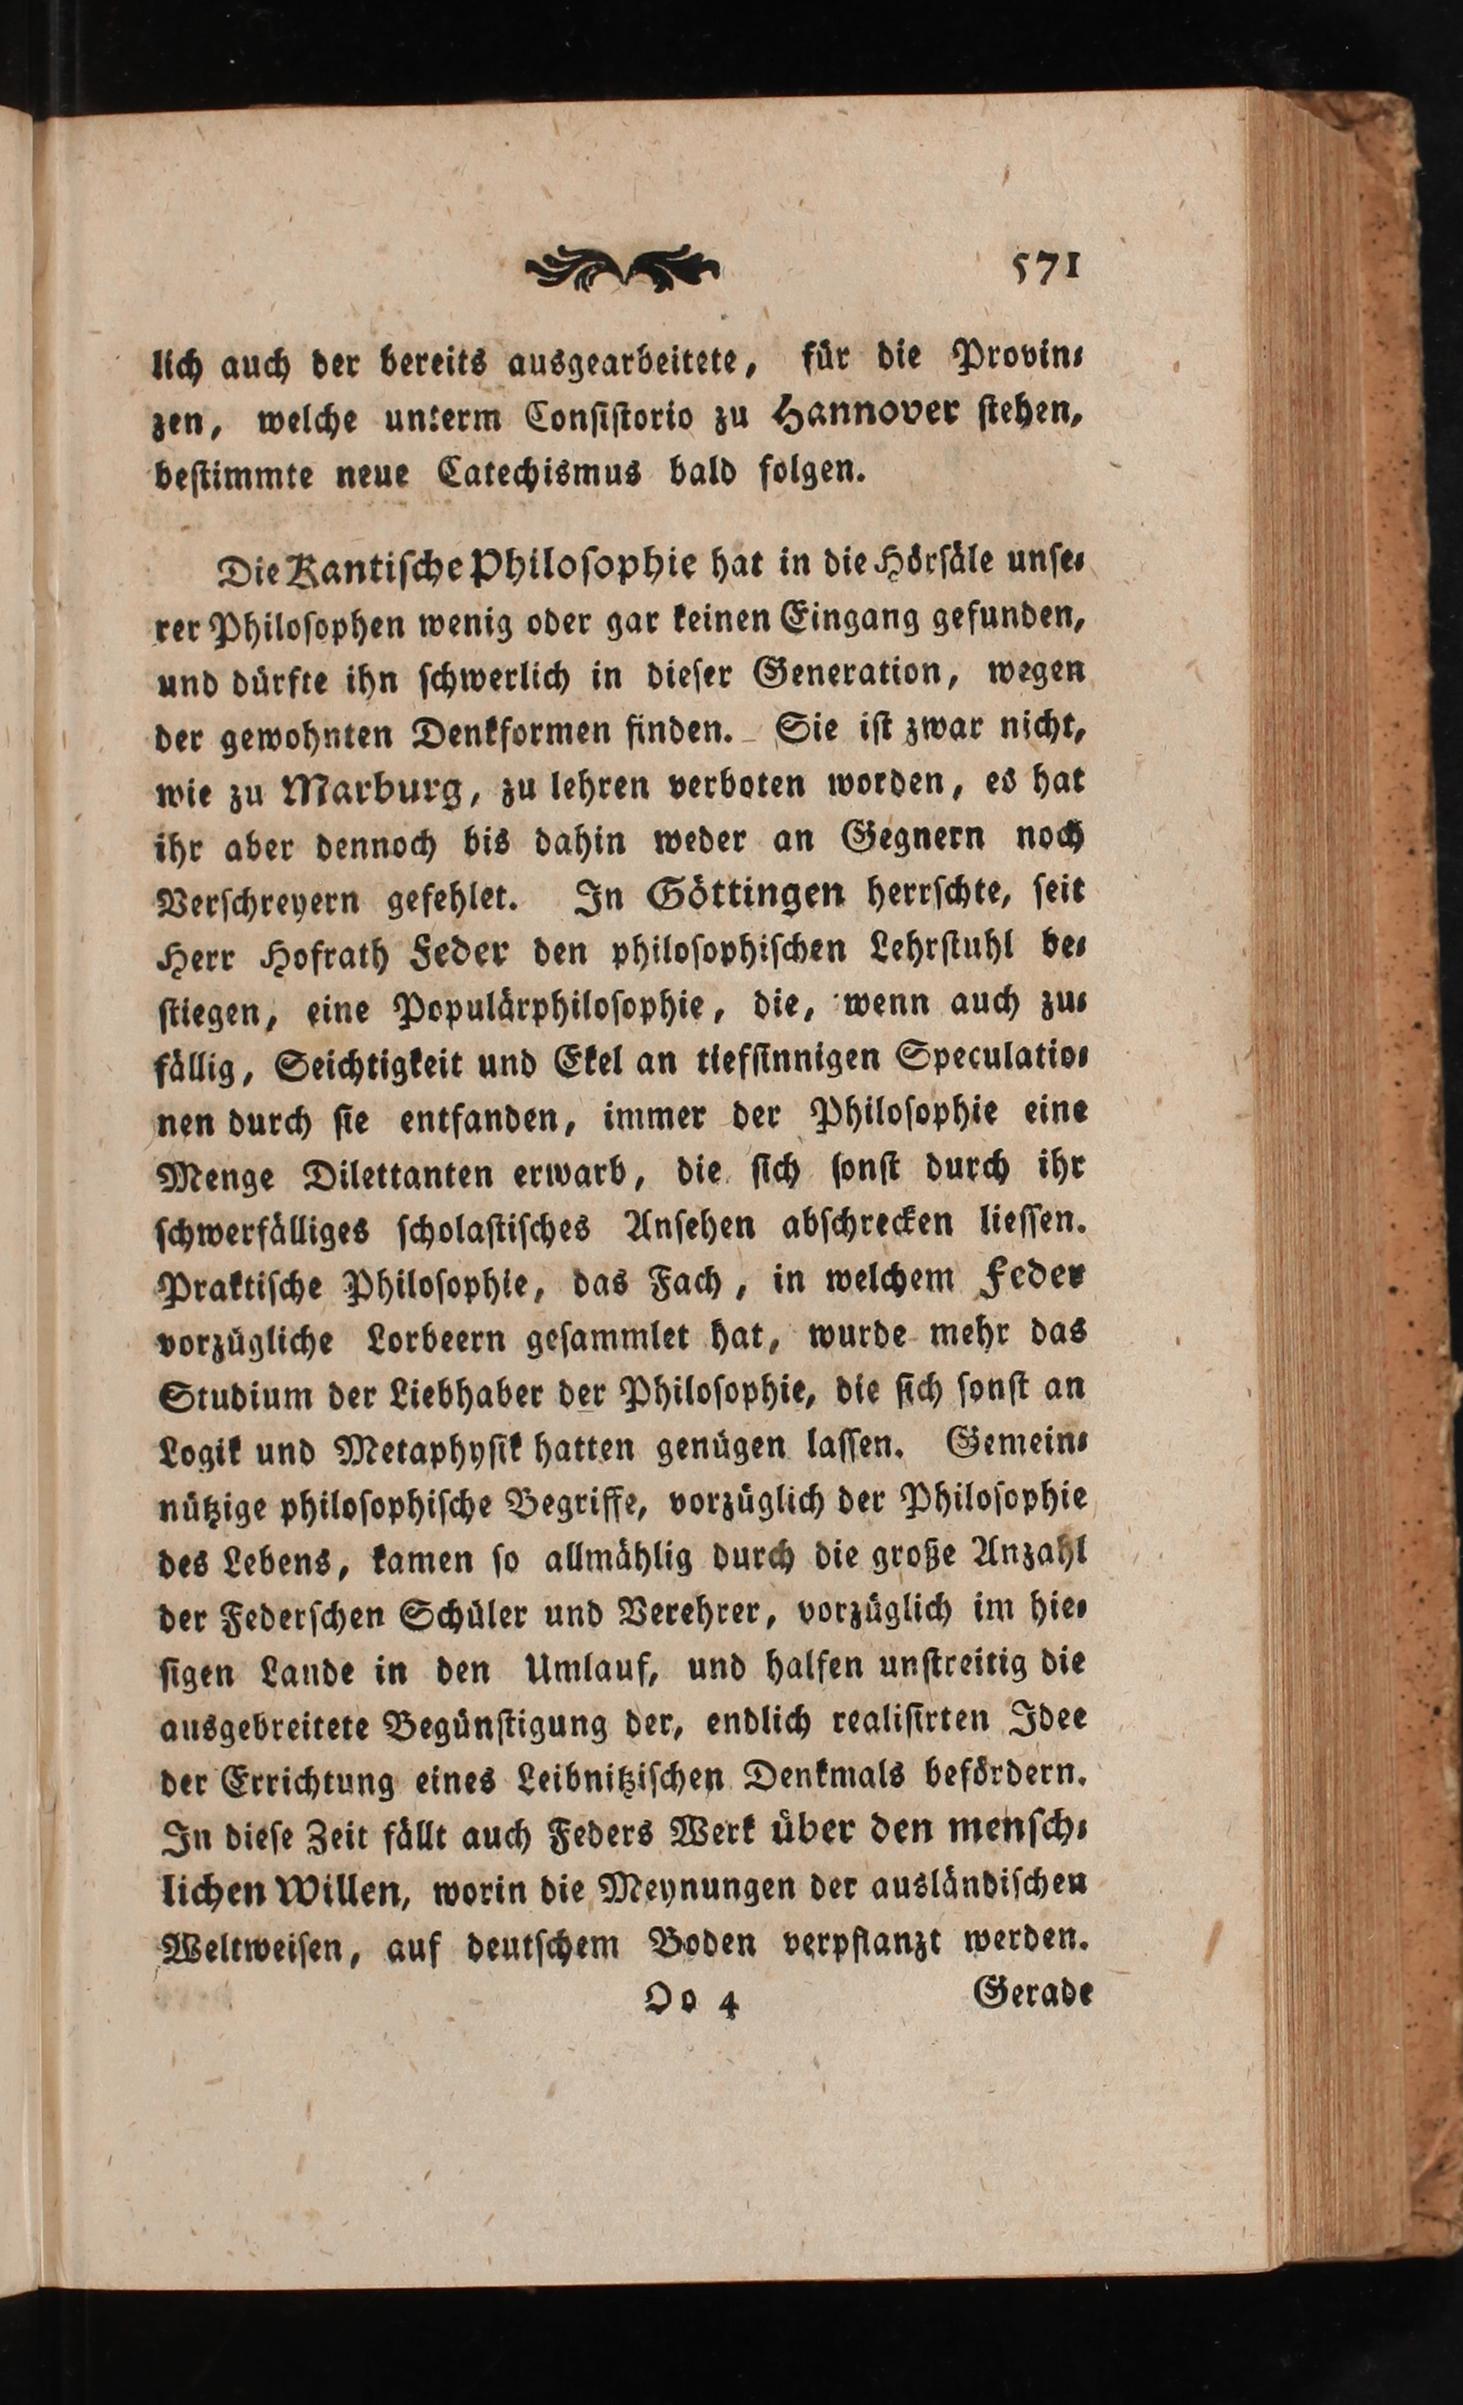 571
lich auch der bereits ausgearbeitete, für die Provin⸗
zen, welche unterm Consiſtorio zu Hannover ſtehen,
beſtimmte neue Catechismus bald folgen.
Die Kantiſche Philoſophie hat in die Hörſäle unſe⸗
rer Philoſophen wenig oder gar keinen Eingang gefunden,
und dürfte ihn ſchwerlich in dieſer Generation, wegen
der gewohnten Denkformen finden. Sie iſt zwar nicht,
wie zu Marburg, zu lehren verboten worden, es hat
ihr aber dennoch bis dahin weder an Gegnern noch
Verſchreyern gefehlet. In Göttingen herrſchte, ſeit
Herr Hofrath Feder den philoſophiſchen Lehrſtuhl be⸗
ſtiegen, eine Populärphiloſophie, die, wenn auch zu⸗
fällig, Seichtigkeit und Ekel an tiefſinnigen Speculatio⸗
nen durch ſie entſanden, immer der Philoſophie eine
Menge Dilettanten erwarb, die ſich ſonſt durch ihr
ſchwerfälliges ſcholaſtiſches Anſehen abſchrecken lieſſen.
Praktiſche Philoſophie, das Fach, in welchem Feder
vorzügliche Lorbeern geſammlet hat, wurde mehr das
Studium der Liebhaber der Philoſophie, die ſich ſonſt an
Logik und Metaphyſik hatten genügen laſſen. Gemein⸗
nützige philoſophiſche Begriffe, vorzüglich der Philoſophie
des Lebens, kamen ſo allmählig durch die große Anzahl
der Federſchen Schüler und Verehrer, vorzüglich im hie⸗
ſigen Lande in den Umlauf, und halfen unſtreitig die
ausgebreitete Begünſtigung der, endlich realiſirten Idee
der Errichtung eines Leibnitziſchen Denkmals befördern.
In dieſe Zeit fällt auch Feders Werk über den menſch⸗
lichen Willen, worin die Meynungen der ausländiſchen
Weltweiſen, auf deutſchem Boden verpflanzt werden.
Oo 4 Gerade